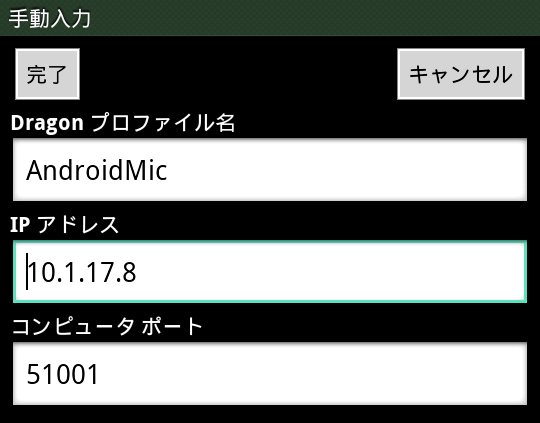 手動入力
完了 キャンセル
Dragon プロファイル名
AndroidMic
IP アドレス
10.1.17.8
コンピュータ ポート
51001